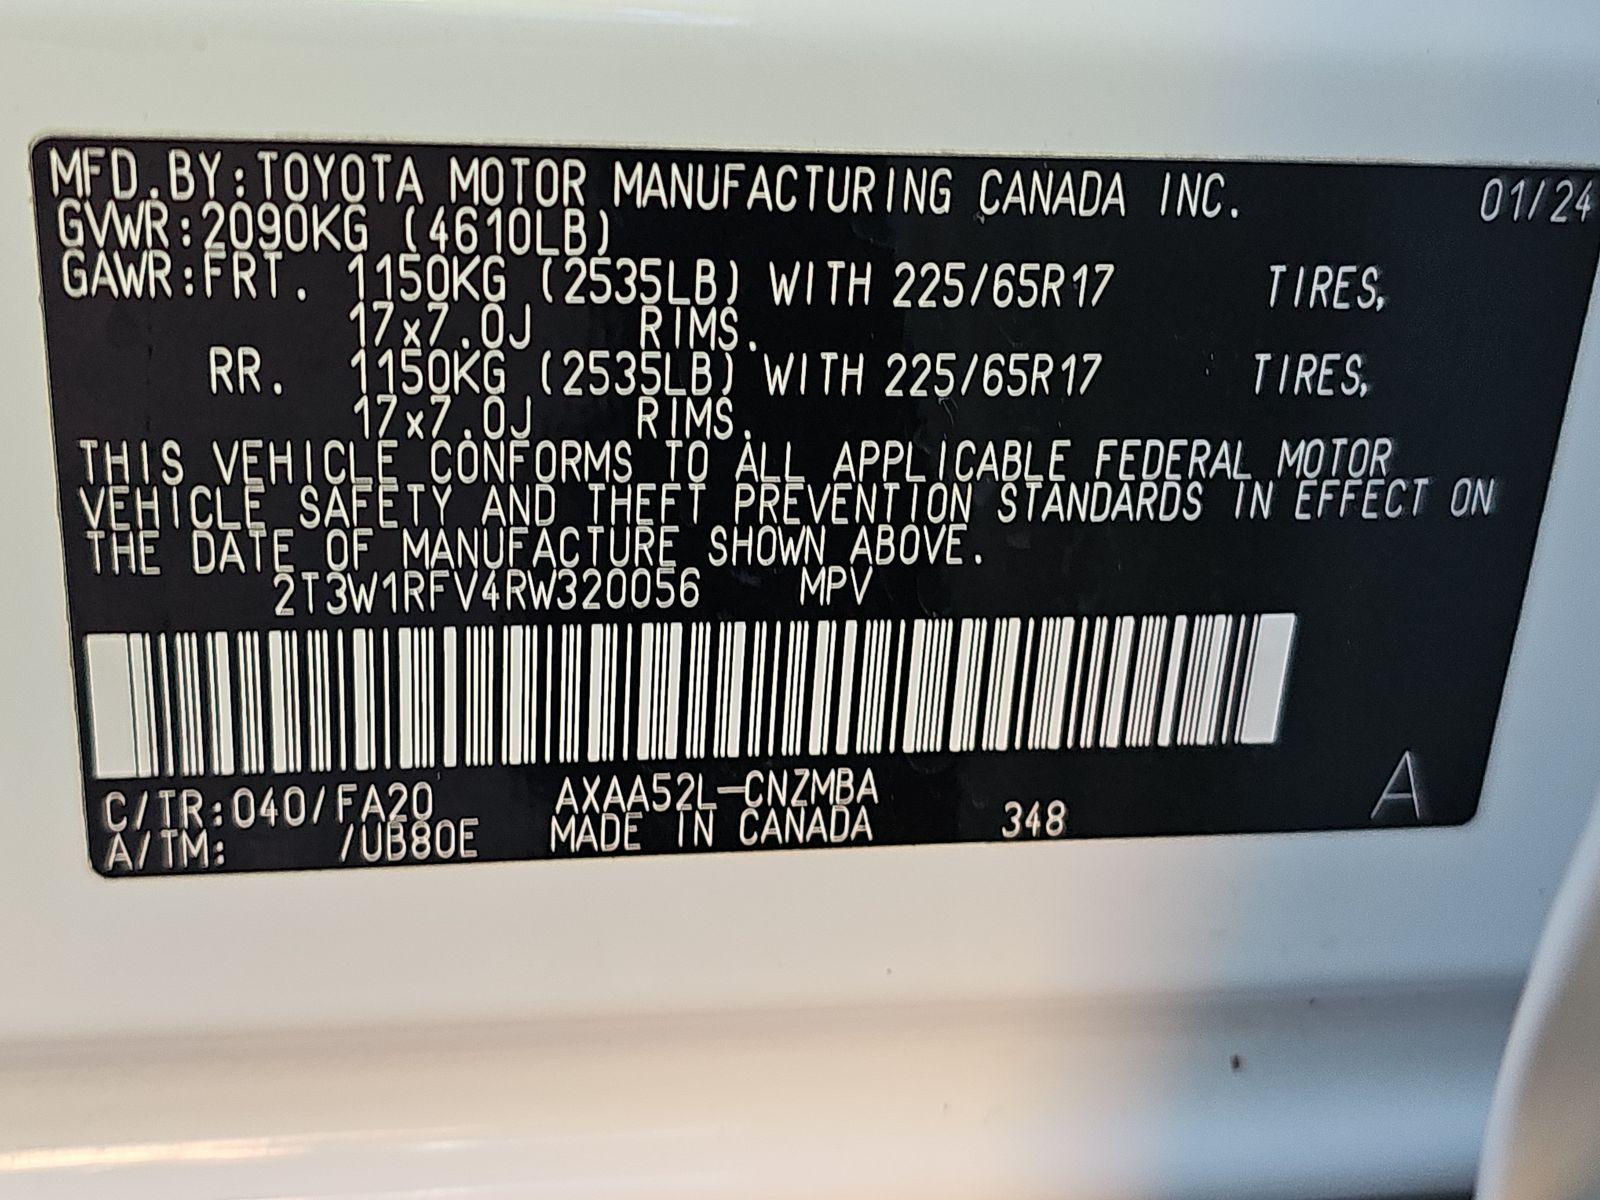 MFD.BY:TOYOTA MOTOR MANUFACTURING CANADA INC. 01/24
GVWR:2090KG (4610LB)
GAWR:FRT. 1150KG (2535LB) WITH 225/65R17 TIRES,
17x7.0J RIMS.
RR. 1150KG (2535LB) WITH 225/65R17 TIRES,
17x7.0J RIMS.
THIS VEHICLE CONFORMS TO ALL APPLICABLE FEDERAL MOTOR
VEHICLE SAFETY AND THEFT PREVENTION STANDARDS IN EFFECT ON
THE DATE OF MANUFACTURE SHOWN ABOVE.
2T3W1RFV4RW320056 MPV
C/TR:040/FA20 AXAA52L-CNZMBA
A/TM: /UB80E MADE IN CANADA 348 A